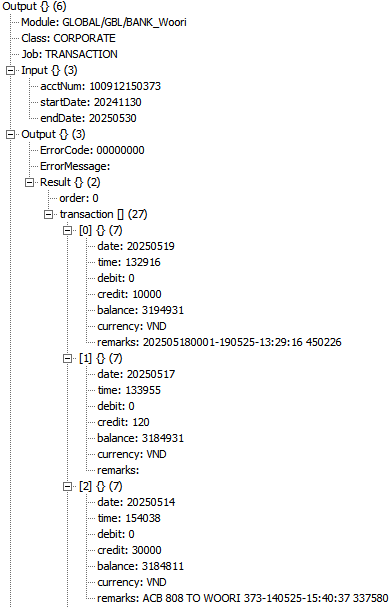 Output {} (6)
Module: GLOBAL/GBL/BANK_Woori
Class: CORPORATE
Job: TRANSACTION
Input {} (3)
acctNum: 100912150373
startDate: 20241130
endDate: 20250530
Output {} (3)
ErrorCode: 00000000
ErrorMessage:
Result {} (2)
order: 0
transaction [] (27)
[0] {} (7)
date: 20250519
time: 132916
debit: 0
credit: 10000
balance: 3194931
currency: VND
remarks: 202505180001-190525-13:29:16 450226
[1] {} (7)
date: 20250517
time: 133955
debit: 0
credit: 120
balance: 3184931
currency: VND
remarks:
[2] {} (7)
date: 20250514
time: 154038
debit: 0
credit: 30000
balance: 3184811
currency: VND
remarks: ACB 808 TO WOORI 373-140525-15:40:37 337580